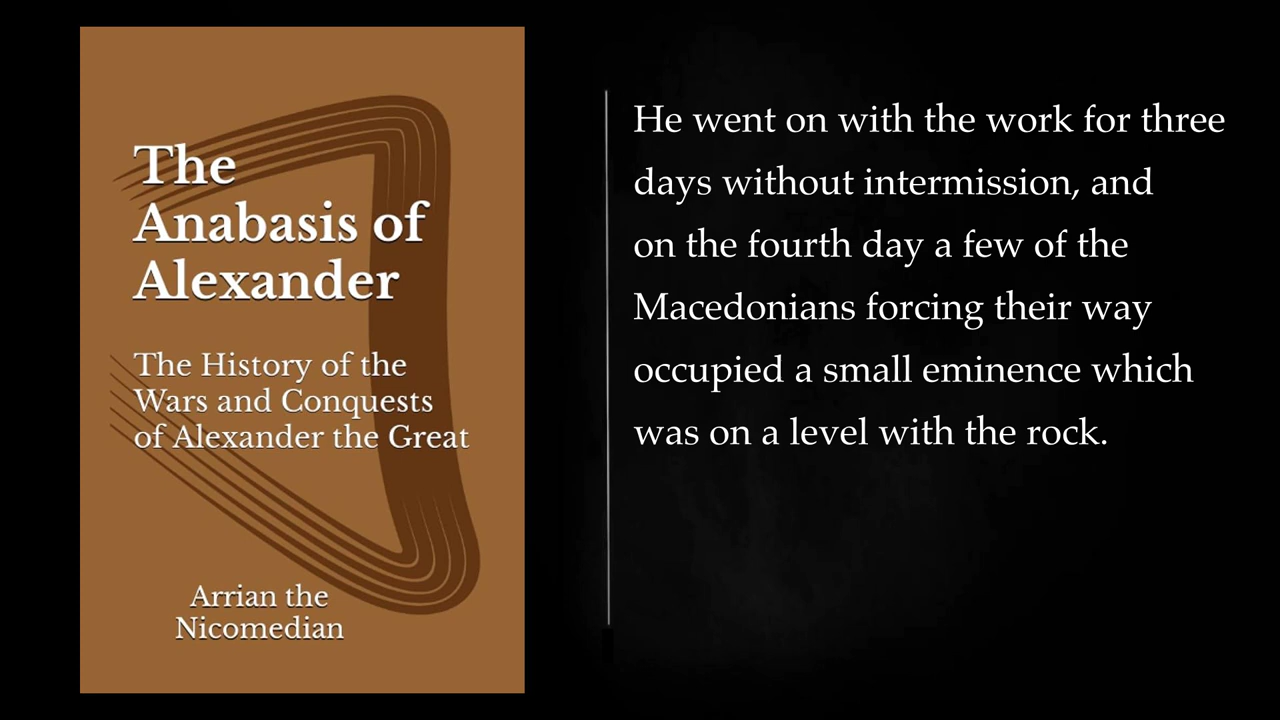 The
Anabasis of
Alexander
The History of the
Wars and Conquests
of Alexander the Great
Arrian the
Nicomedian
He went on with the work for three
days without intermission, and
on the fourth day a few of the
Macedonians forcing their way
occupied a small eminence which
was on a level with the rock.